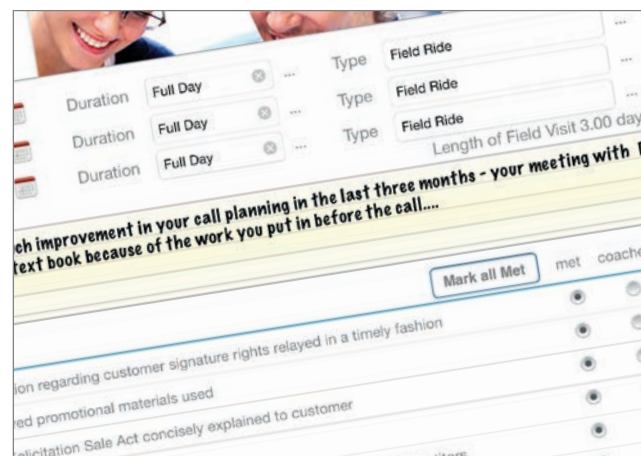 Duration Full Day ... Type Field Ride ...
Duration Full Day ... Type Field Ride ...
Duration Full Day ... Type Field Ride ...
Length of Field Visit 3.00 day
ch improvement in your call planning in the last three months - your meeting with
text book because of the work you put in before the call....
Mark all Met met coache
ion regarding customer signature rights relayed in a timely fashion
ved promotional materials used
elicitation Sale Act concisely explained to customer